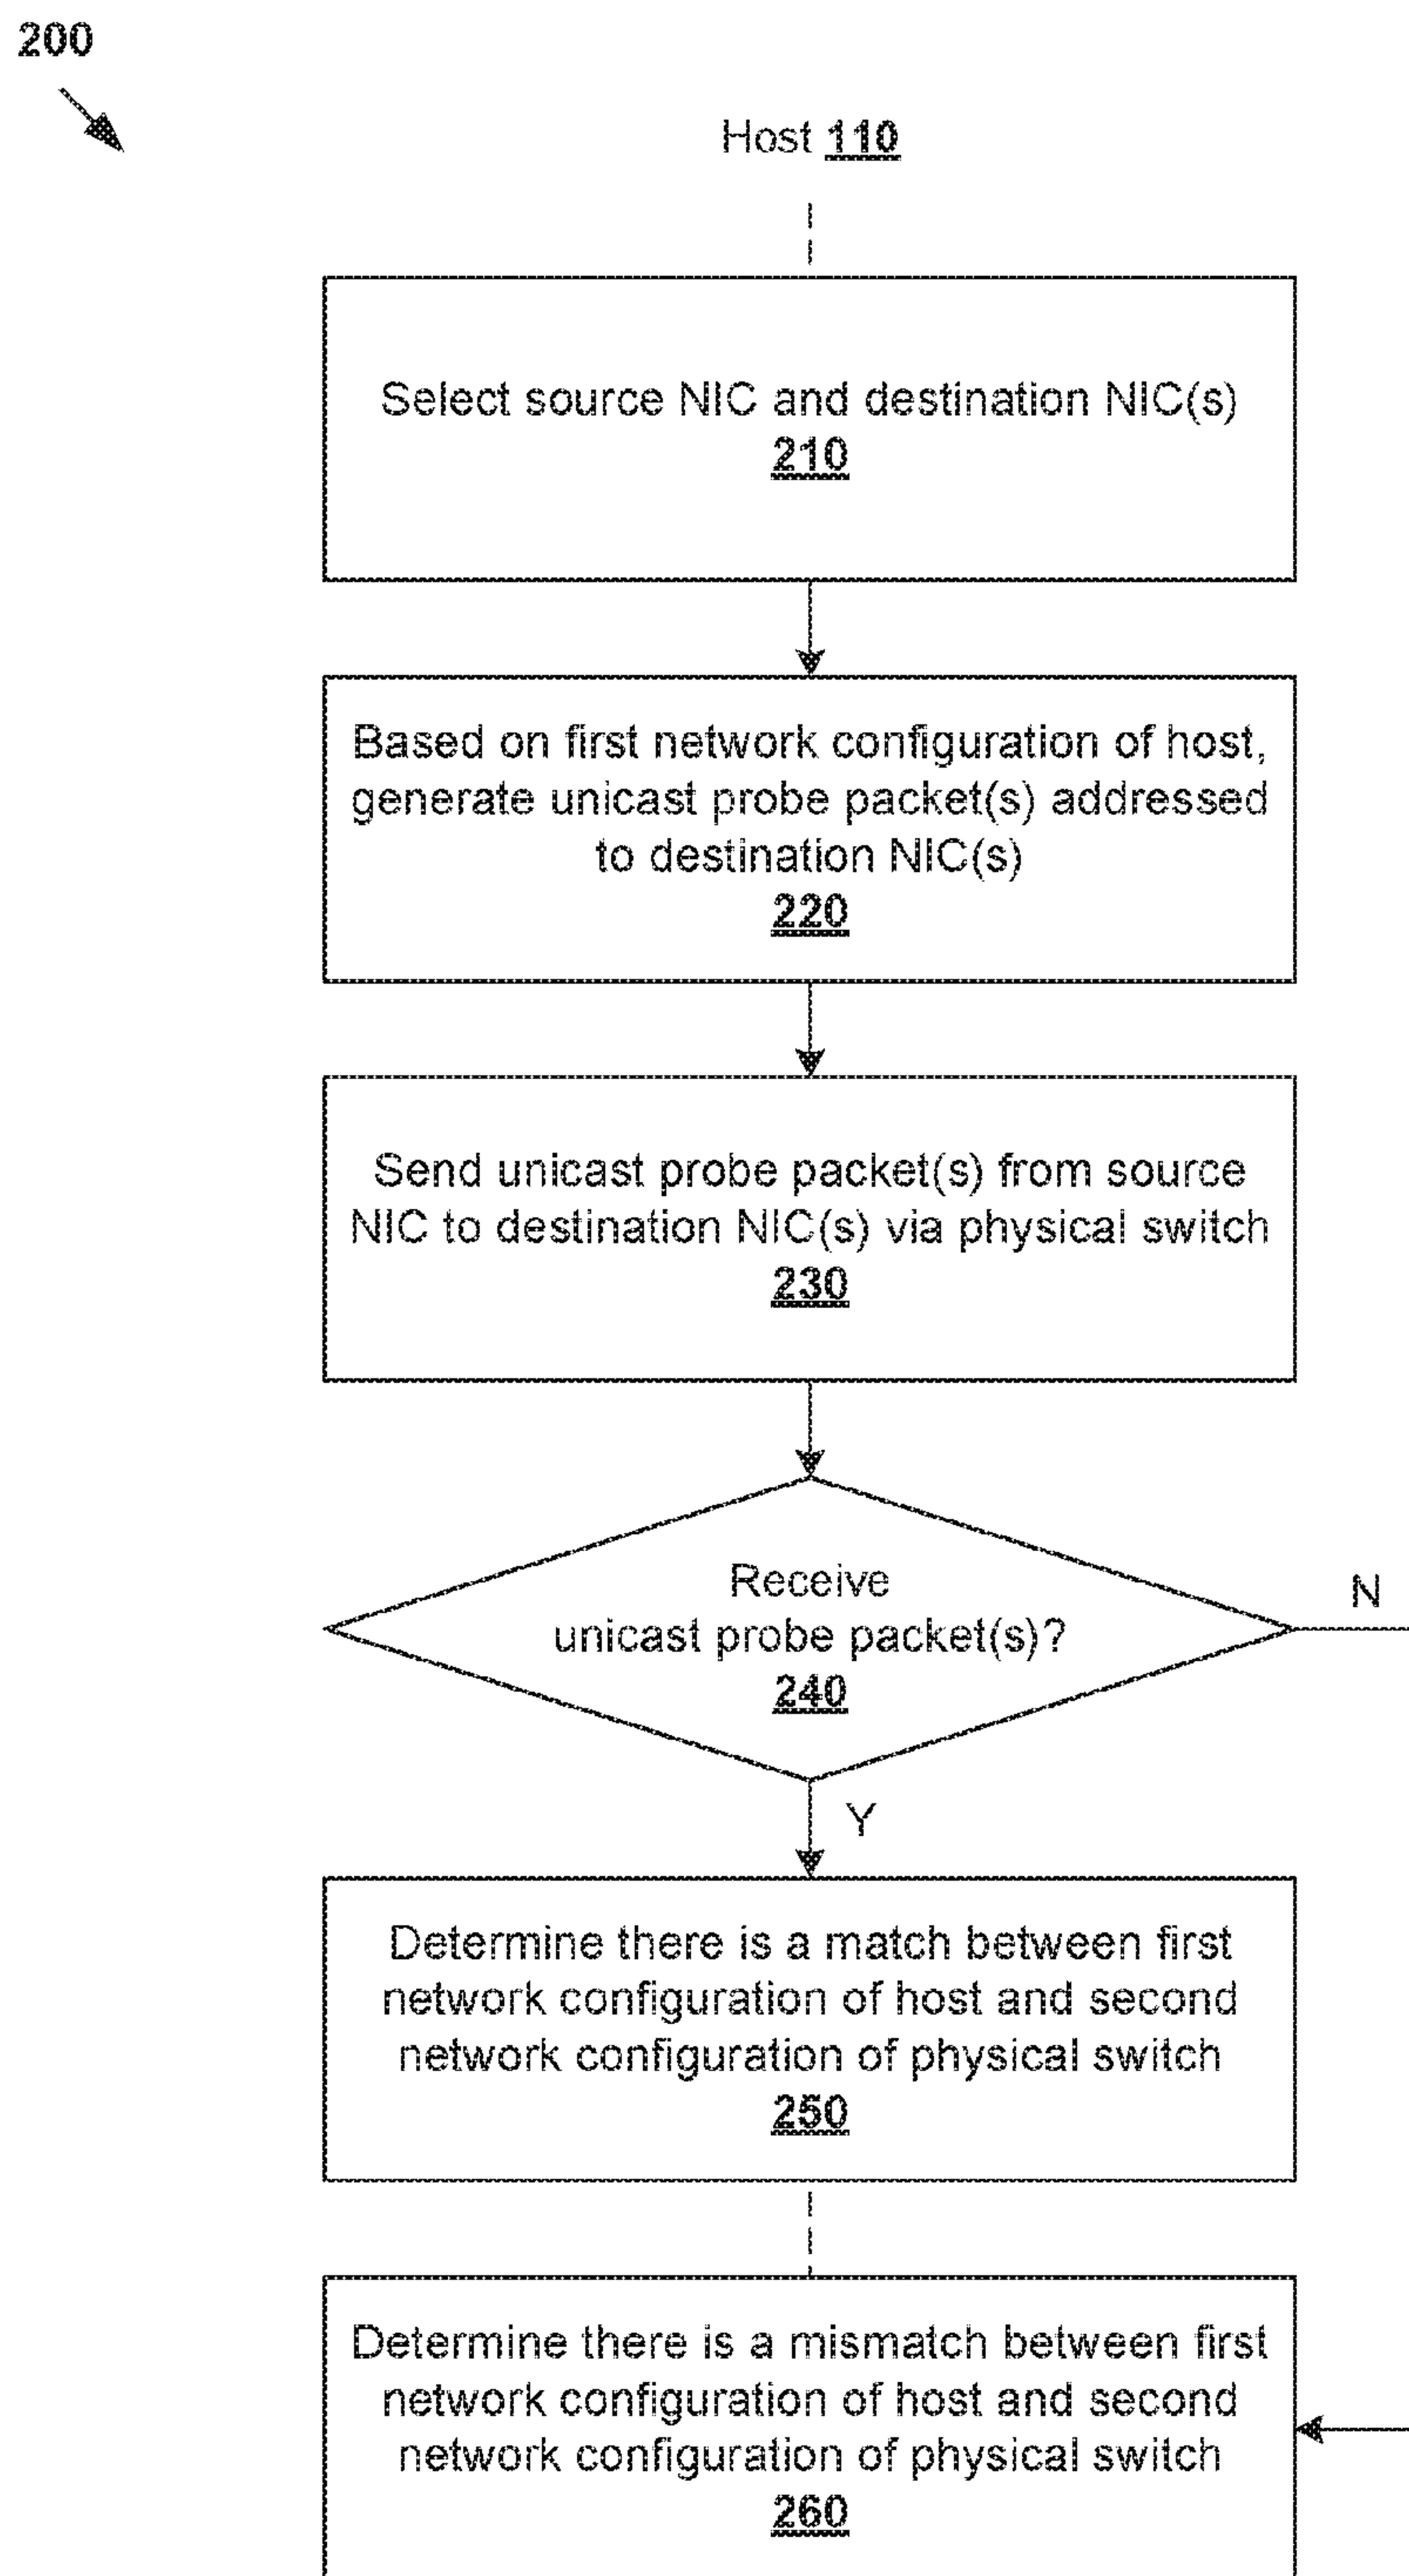 200
Host 110
Select source NIC and destination NIC(s)
210
Based on first network configuration of host,
generate unicast probe packet(s) addressed
to destination NIC(s)
220
Send unicast probe packet(s) from source
NIC to destination NIC(s) via physical switch
230
Receive
unicast probe packet(s)?
240
N
Y
Determine there is a match between first
network configuration of host and second
network configuration of physical switch
250
Determine there is a mismatch between first
network configuration of host and second
network configuration of physical switch
260